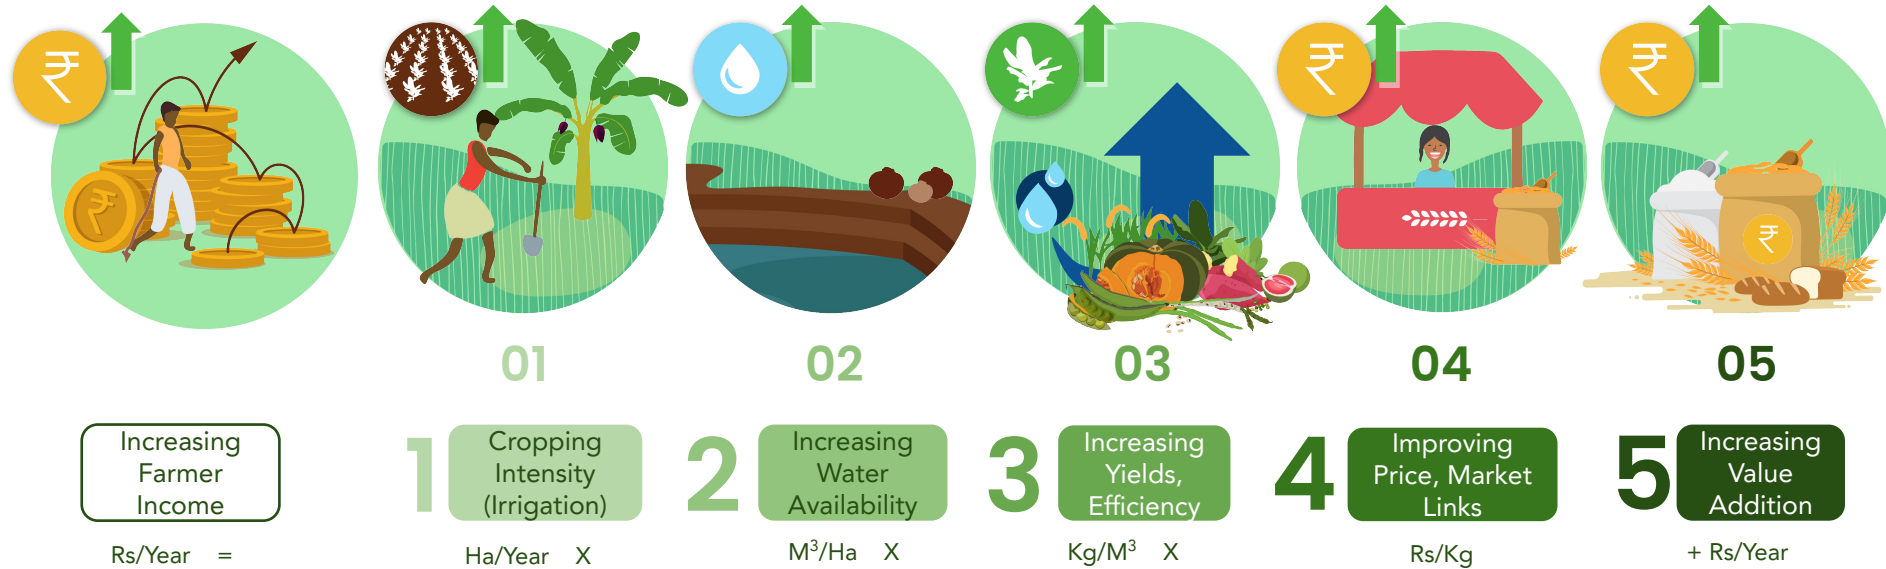 ₹
₹
₹
₹
₹
01
02
03
04
05
Increasing
Farmer
Income
1
Cropping
Intensity
(Irrigation)
2
Increasing
Water
Availability
3
Increasing
Yields,
Efficiency
4
Improving
Price, Market
Links
5
Increasing
Value
Addition
Rs/Year =
Ha/Year X
M³/Ha X
Kg/M³ X
Rs/Kg
+ Rs/Year